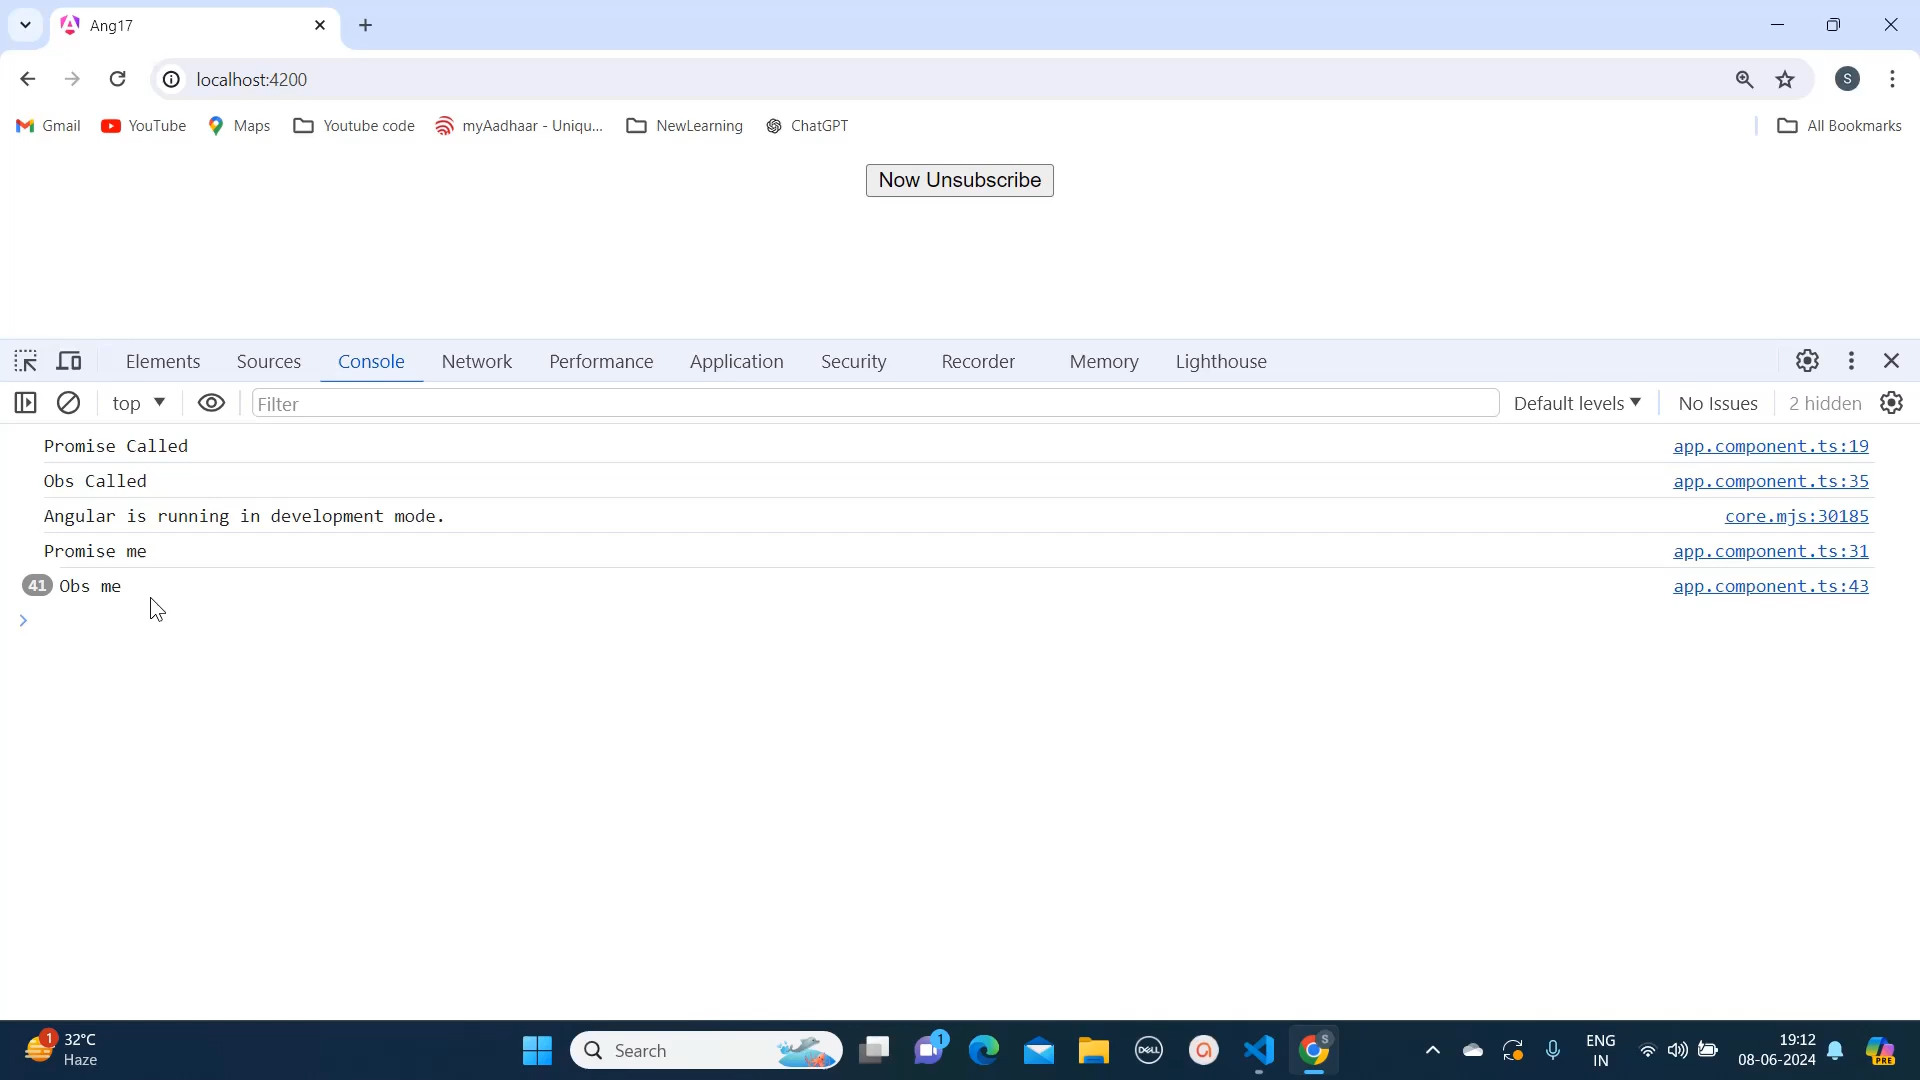 Ang17
localhost:4200
S
Gmail YouTube Maps Youtube code myAadhaar - Uniqu... NewLearning ChatGPT All Bookmarks
Now Unsubscribe
Elements Sources Console Network Performance Application Security Recorder Memory Lighthouse
top Filter Default levels No Issues 2 hidden
Promise Called app.component.ts:19
Obs Called app.component.ts:35
Angular is running in development mode. core.mjs:30185
Promise me app.component.ts:31
41 Obs me app.component.ts:43
1 32°C
Haze
Search
1
DELL
a
S
ENG
IN
19:12
08-06-2024
PRE